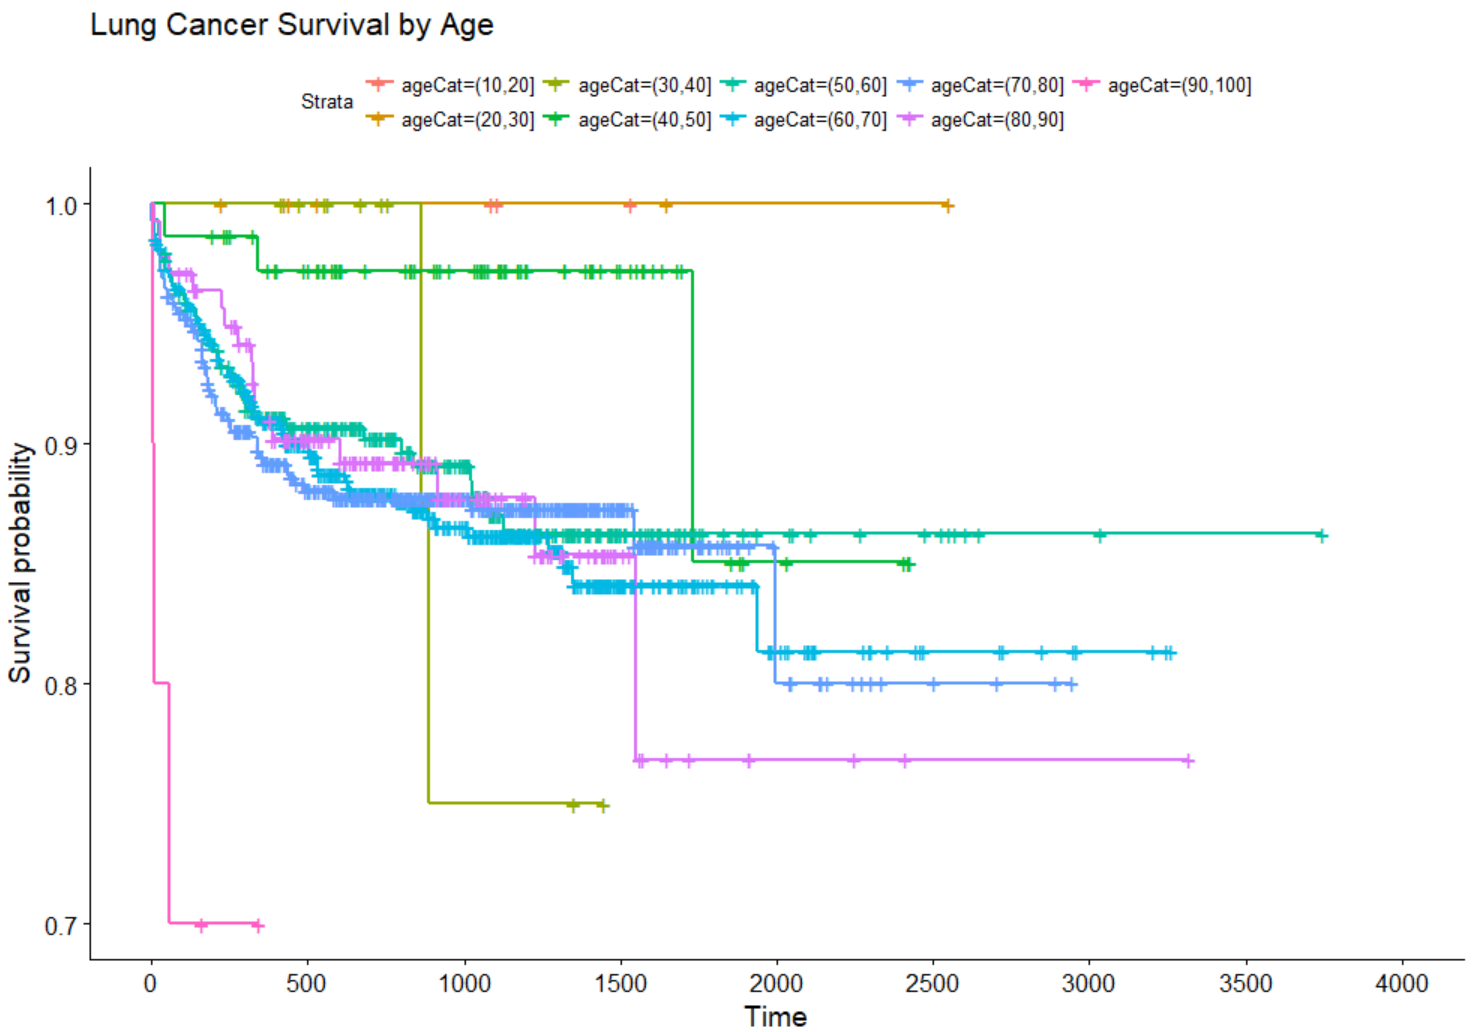 Lung Cancer Survival by Age
Strata
ageCat=(10,20] ageCat=(30,40] ageCat=(50,60] ageCat=(70,80] ageCat=(90,100]
ageCat=(20,30] ageCat=(40,50] ageCat=(60,70] ageCat=(80,90]
Survival probability
1.0
0.9
0.8
0.7
0 500 1000 1500 2000 2500 3000 3500 4000
Time